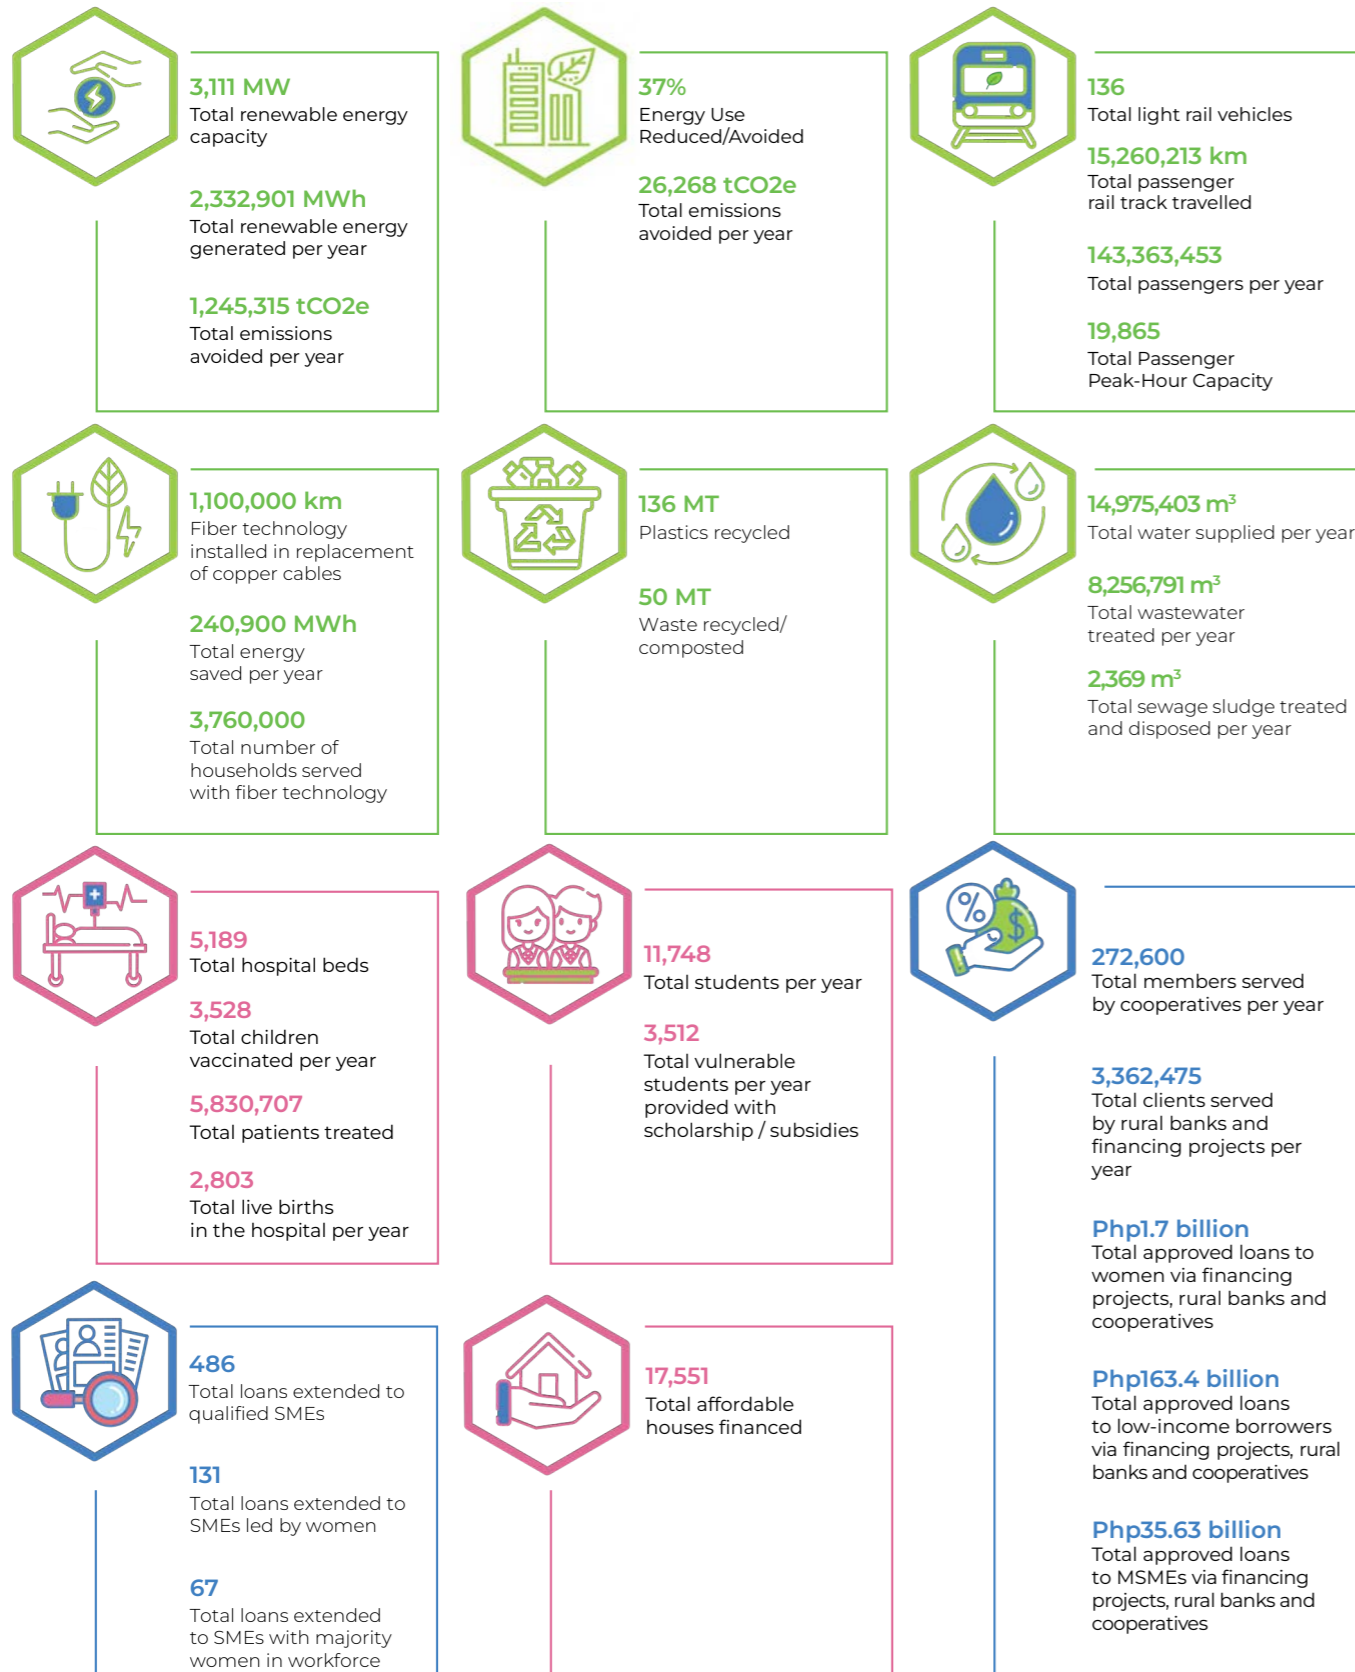 3,111 MW
Total renewable energy
capacity
2,332,901 MWh
Total renewable energy
generated per year
1,245,315 tCO2e
Total emissions
avoided per year
37%
Energy Use
Reduced/Avoided
26,268 tCO2e
Total emissions
avoided per year
136
Total light rail vehicles
15,260,213 km
Total passenger
rail track travelled
143,363,453
Total passengers per year
19,865
Total Passenger
Peak-Hour Capacity
1,100,000 km
Fiber technology
installed in replacement
of copper cables
240,900 MWh
Total energy
saved per year
3,760,000
Total number of
households served
with fiber technology
136 MT
Plastics recycled
50 MT
Waste recycled/
composted
14,975,403 m³
Total water supplied per year
8,256,791 m³
Total wastewater
treated per year
2,369 m³
Total sewage sludge treated
and disposed per year
5,189
Total hospital beds
3,528
Total children
vaccinated per year
5,830,707
Total patients treated
2,803
Total live births
in the hospital per year
11,748
Total students per year
3,512
Total vulnerable
students per year
provided with
scholarship / subsidies
%
$
272,600
Total members served
by cooperatives per year
3,362,475
Total clients served
by rural banks and
financing projects per
year
Php1.7 billion
Total approved loans to
women via financing
projects, rural banks and
cooperatives
Php163.4 billion
Total approved loans
to low-income borrowers
via financing projects, rural
banks and cooperatives
Php35.63 billion
Total approved loans
to MSMEs via financing
projects, rural banks and
cooperatives
486
Total loans extended to
qualified SMEs
131
Total loans extended to
SMEs led by women
67
Total loans extended
to SMEs with majority
women in workforce
17,551
Total affordable
houses financed